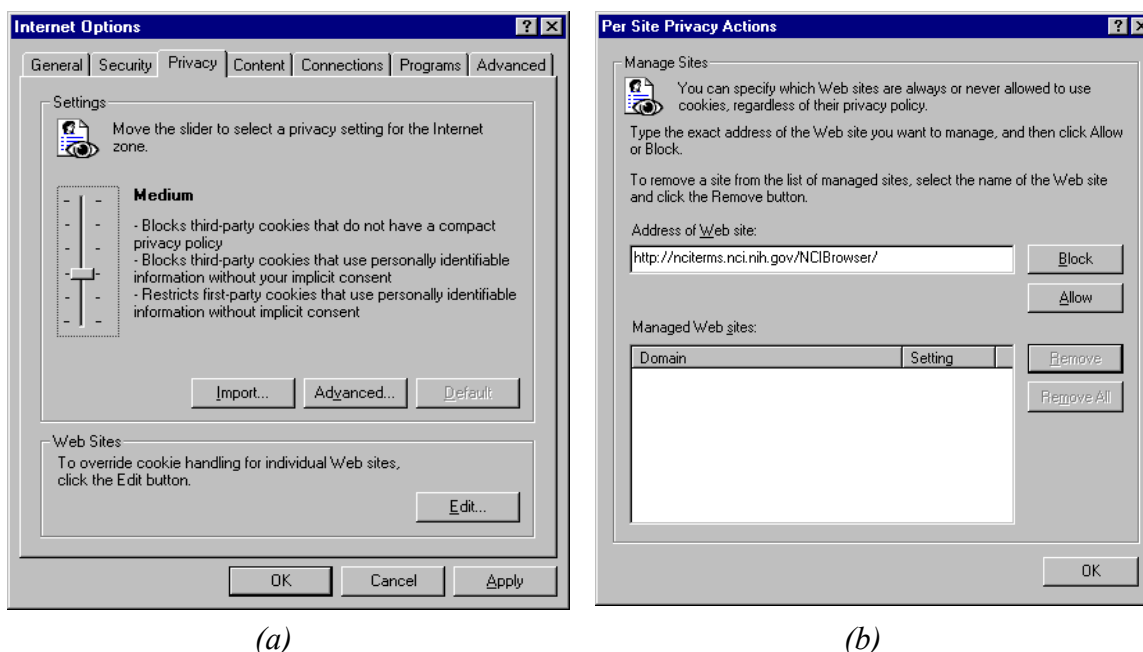 Internet Options
General Security Privacy Content Connections Programs Advanced
Settings
Move the slider to select a privacy setting for the Internet
zone.
Medium
- Blocks third-party cookies that do not have a compact
privacy policy
- Blocks third-party cookies that use personally identifiable
information without your implicit consent
- Restricts first-party cookies that use personally identifiable
information without implicit consent
Import... Advanced... Default
Web Sites
To override cookie handling for individual Web sites,
click the Edit button.
Edit...
OK Cancel Apply
(a)
Per Site Privacy Actions
Manage Sites
You can specify which Web sites are always or never allowed to use
cookies, regardless of their privacy policy.
Type the exact address of the Web site you want to manage, and then click Allow
or Block.
To remove a site from the list of managed sites, select the name of the Web site
and click the Remove button.
Address of Web site:
http://nciterms.nci.nih.gov/NCIBrowser/
Block
Allow
Managed Web sites:
Domain Setting
Remove
Remove All
OK
(b)